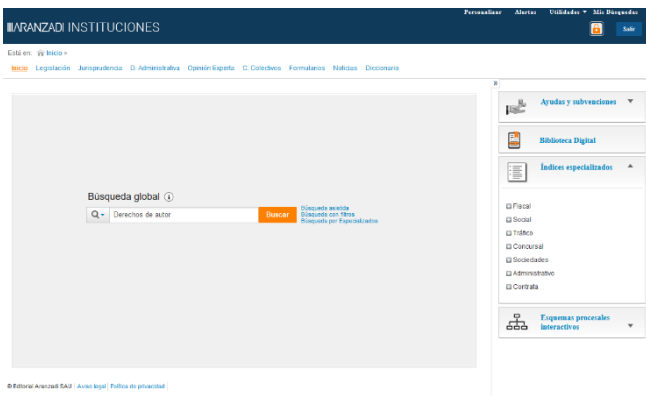 Personalizar Alertas Utilidades Mis Búsquedas
ARANZADI INSTITUCIONES
Salir
Está en: Inicio »
Inicio Legislación Jurisprudencia D. Administrativa Opinión Experta C. Colectivos Formularios Noticias Diccionario
Ayudas y subvenciones
Biblioteca Digital
Índices especializados
Fiscal
Social
Tráfico
Concursal
Sociedades
Administrativo
Contrata
Esquemas procesales
interactivos
Búsqueda global
Derechos de autor
Buscar
Búsqueda asistida
Búsqueda con filtros
Búsqueda por Especializados
© Editorial Aranzadi SAU | Aviso legal | Política de privacidad